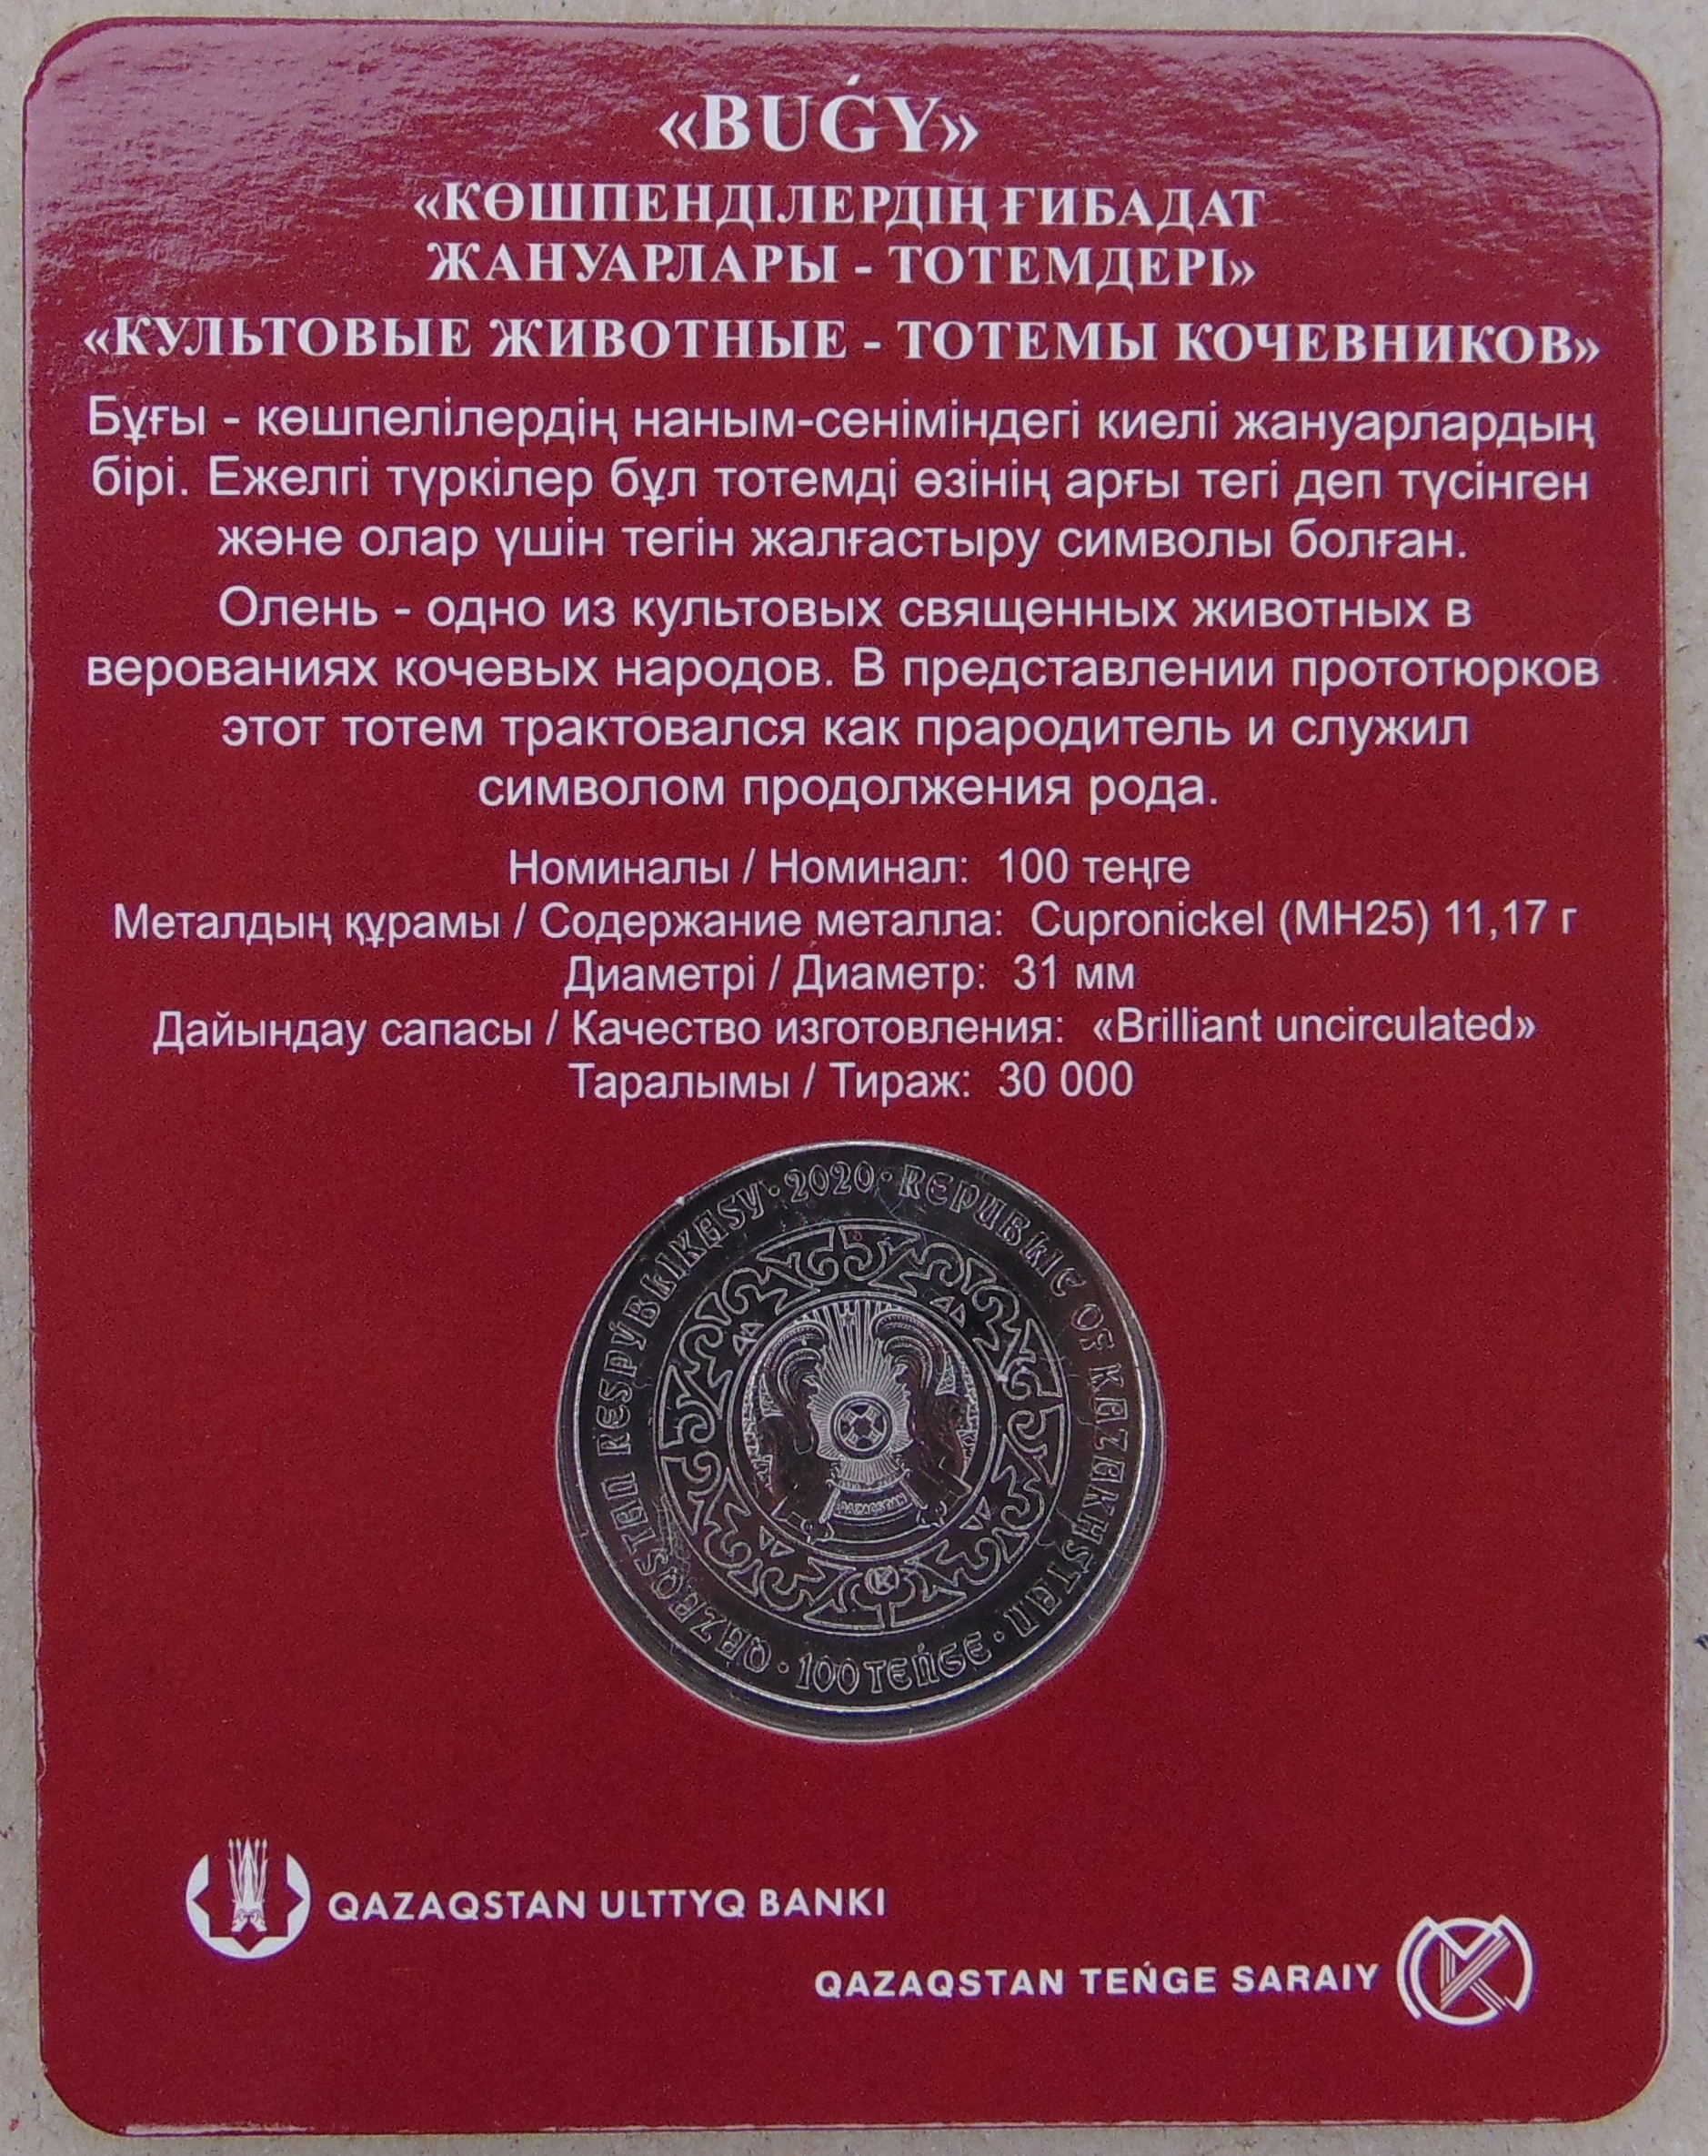 «BUǴY»
«КӨШПЕНДІЛЕРДІҢ ҒИБАДАТ
ЖАНУАРЛАРЫ - ТОТЕМДЕРІ»
«КУЛЬТОВЫЕ ЖИВОТНЫЕ - ТОТЕМЫ КОЧЕВНИКОВ»
Бұғы - көшпелілердің наным-сеніміндегі киелі жануарлардың
бірі. Ежелгі түркілер бұл тотемді өзінің арғы тегі деп түсінген
және олар үшін тегін жалғастыру символы болған.
Олень - одно из культовых священных животных в
верованиях кочевых народов. В представлении прототюрков
этот тотем трактовался как прародитель и служил
символом продолжения рода.
Номиналы / Номинал: 100 теңге
Металдың құрамы / Содержание металла: Cupronickel (МН25) 11,17 г
Диаметрі / Диаметр: 31 мм
Дайындау сапасы / Качество изготовления: «Brilliant uncirculated»
Таралымы / Тираж: 30 000
QAZAQSTAN RESPÝBLIKASY · 2020 · REPUBLIC OF KAZAKHSTAN · 100 TEŃGE ·
QAZAQSTAN
QAZAQSTAN ULTTYQ BANKI
QAZAQSTAN TEŃGE SARAIY